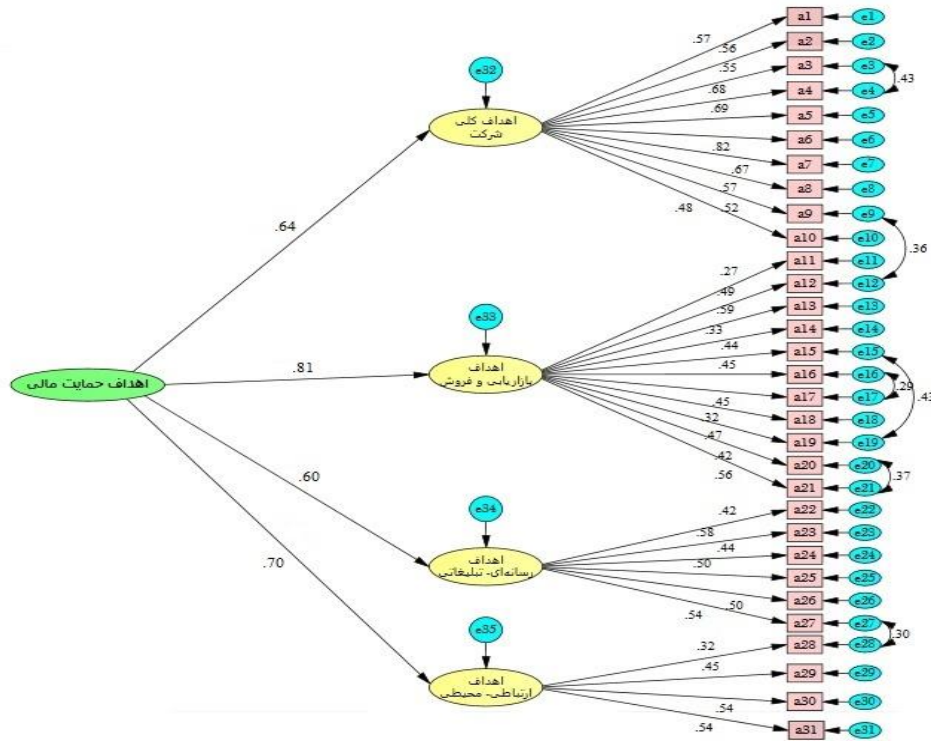 a1
e1
.57
a2
e2
.56
a3
e3
.55
.43
a4
e4
.68
a5
e5
.69
a6
e6
a7
e7
.82
a8
e8
.67
a9
e9
.57
a10
e10
.52
.48
.36
e32
اهداف کلی
شرکت
.64
a11
e11
.27
a12
e12
.49
a13
e13
.59
a14
e14
.33
a15
e15
.44
a16
e16
.45
.29
.43
a17
e17
a18
e18
.45
a19
e19
.32
a20
e20
.47
.37
a21
e21
.42
.56
e33
اهداف
بازاریابی و فروش
.81
اهداف حمایت مالی
.60
.70
a22
e22
.42
a23
e23
.58
a24
e24
.44
a25
e25
.50
a26
e26
a27
e27
.50
.54
.30
e34
اهداف
رسانه‌ای- تبلیغاتی
a28
e28
.32
a29
e29
.45
a30
e30
.54
a31
e31
.54
e35
اهداف
ارتباطی- محیطی